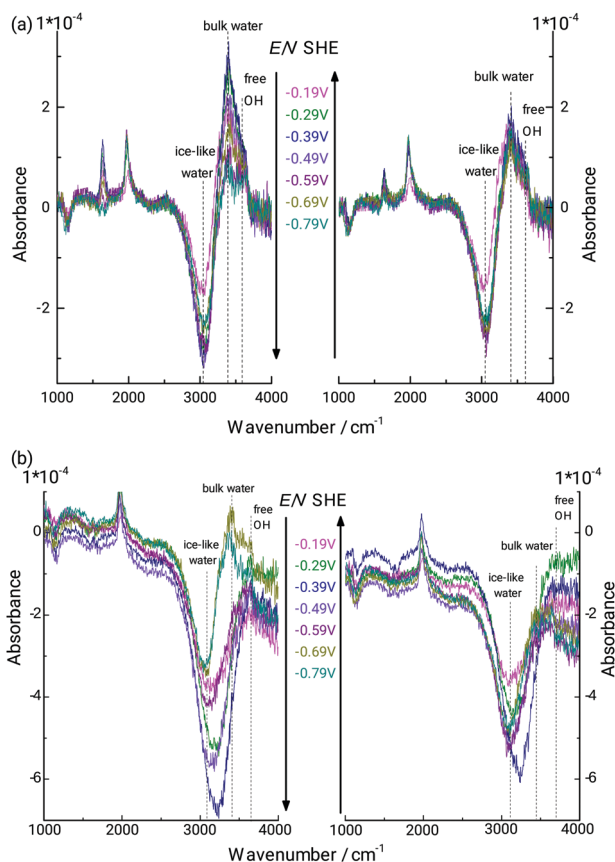 (a)
1*10⁻⁴
1*10⁻⁴
bulk water
E/V SHE
free
OH
bulk water
free
OH
-0.19V
-0.29V
-0.39V
-0.49V
-0.59V
-0.69V
-0.79V
ice-like
water
ice-like
water
2
0
-2
2
0
-2
Absorbance
Absorbance
1000 2000 3000 4000
1000 2000 3000 4000
Wavenumber / cm⁻¹
(b)
1*10⁻⁴
1*10⁻⁴
bulk water
E/V SHE
free
OH
free
OH
ice-like
water
bulk water
ice-like
water
-0.19V
-0.29V
-0.39V
-0.49V
-0.59V
-0.69V
-0.79V
0
-2
-4
-6
0
-2
-4
-6
Absorbance
Absorbance
1000 2000 3000 4000
1000 2000 3000 4000
Wavenumber / cm⁻¹